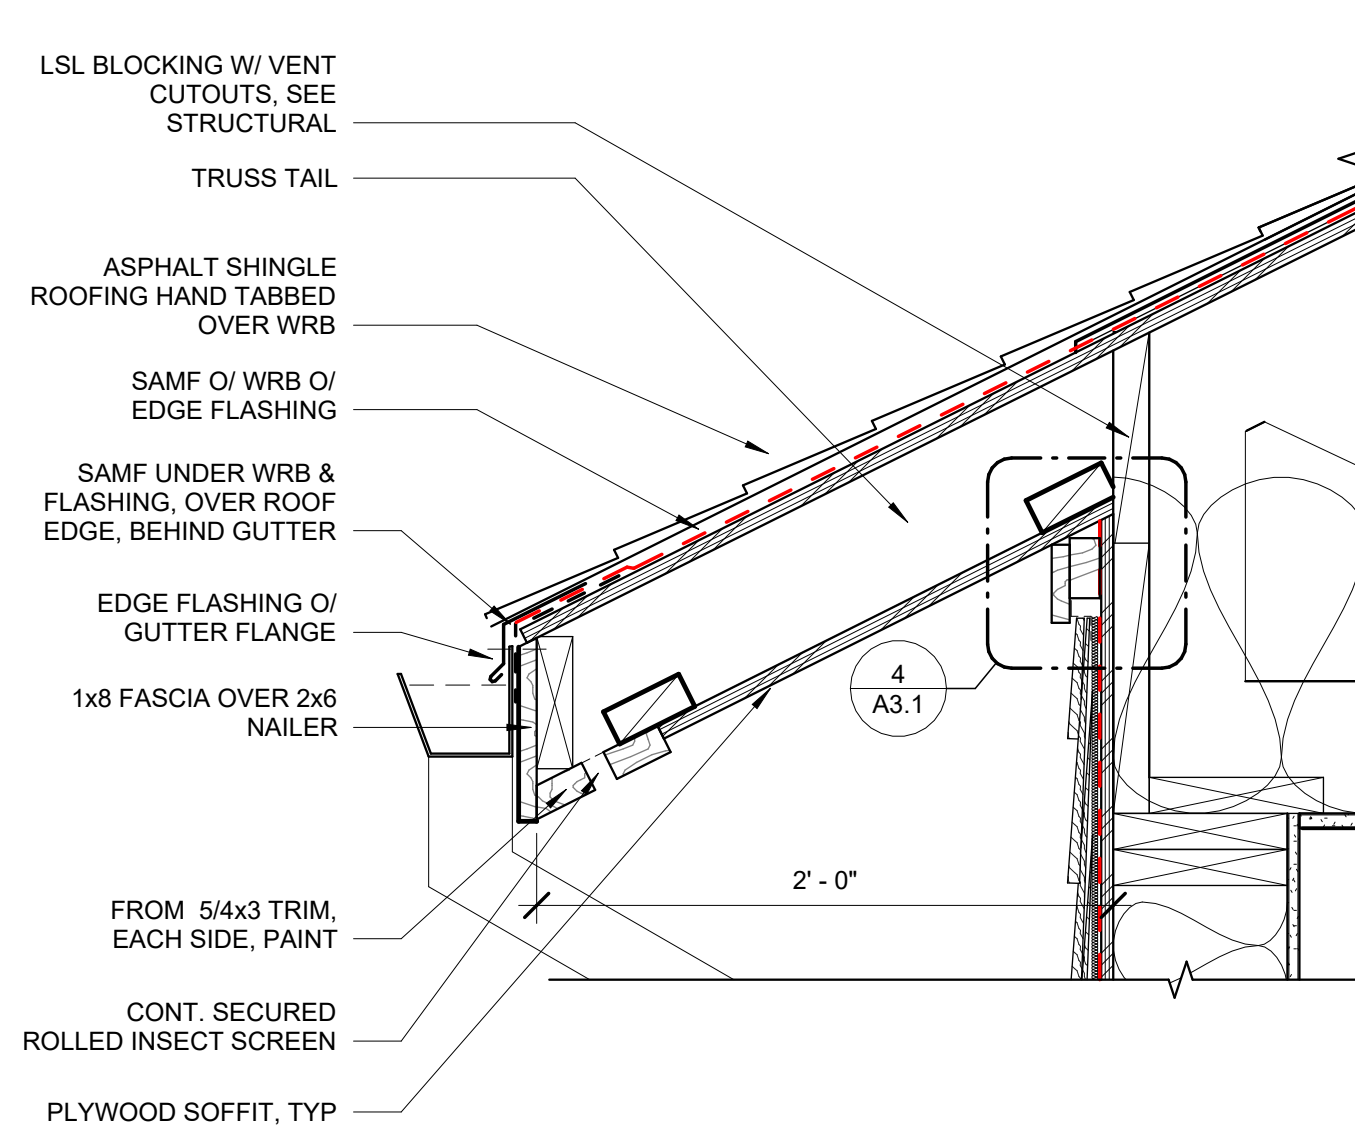 LSL BLOCKING W/ VENT
CUTOUTS, SEE
STRUCTURAL
TRUSS TAIL
ASPHALT SHINGLE
ROOFING HAND TABBED
OVER WRB
SAMF O/ WRB O/
EDGE FLASHING
SAMF UNDER WRB &
FLASHING, OVER ROOF
EDGE, BEHIND GUTTER
EDGE FLASHING O/
GUTTER FLANGE
1x8 FASCIA OVER 2x6
NAILER
4
A3.1
2' - 0"
FROM 5/4x3 TRIM,
EACH SIDE, PAINT
CONT. SECURED
ROLLED INSECT SCREEN
PLYWOOD SOFFIT, TYP